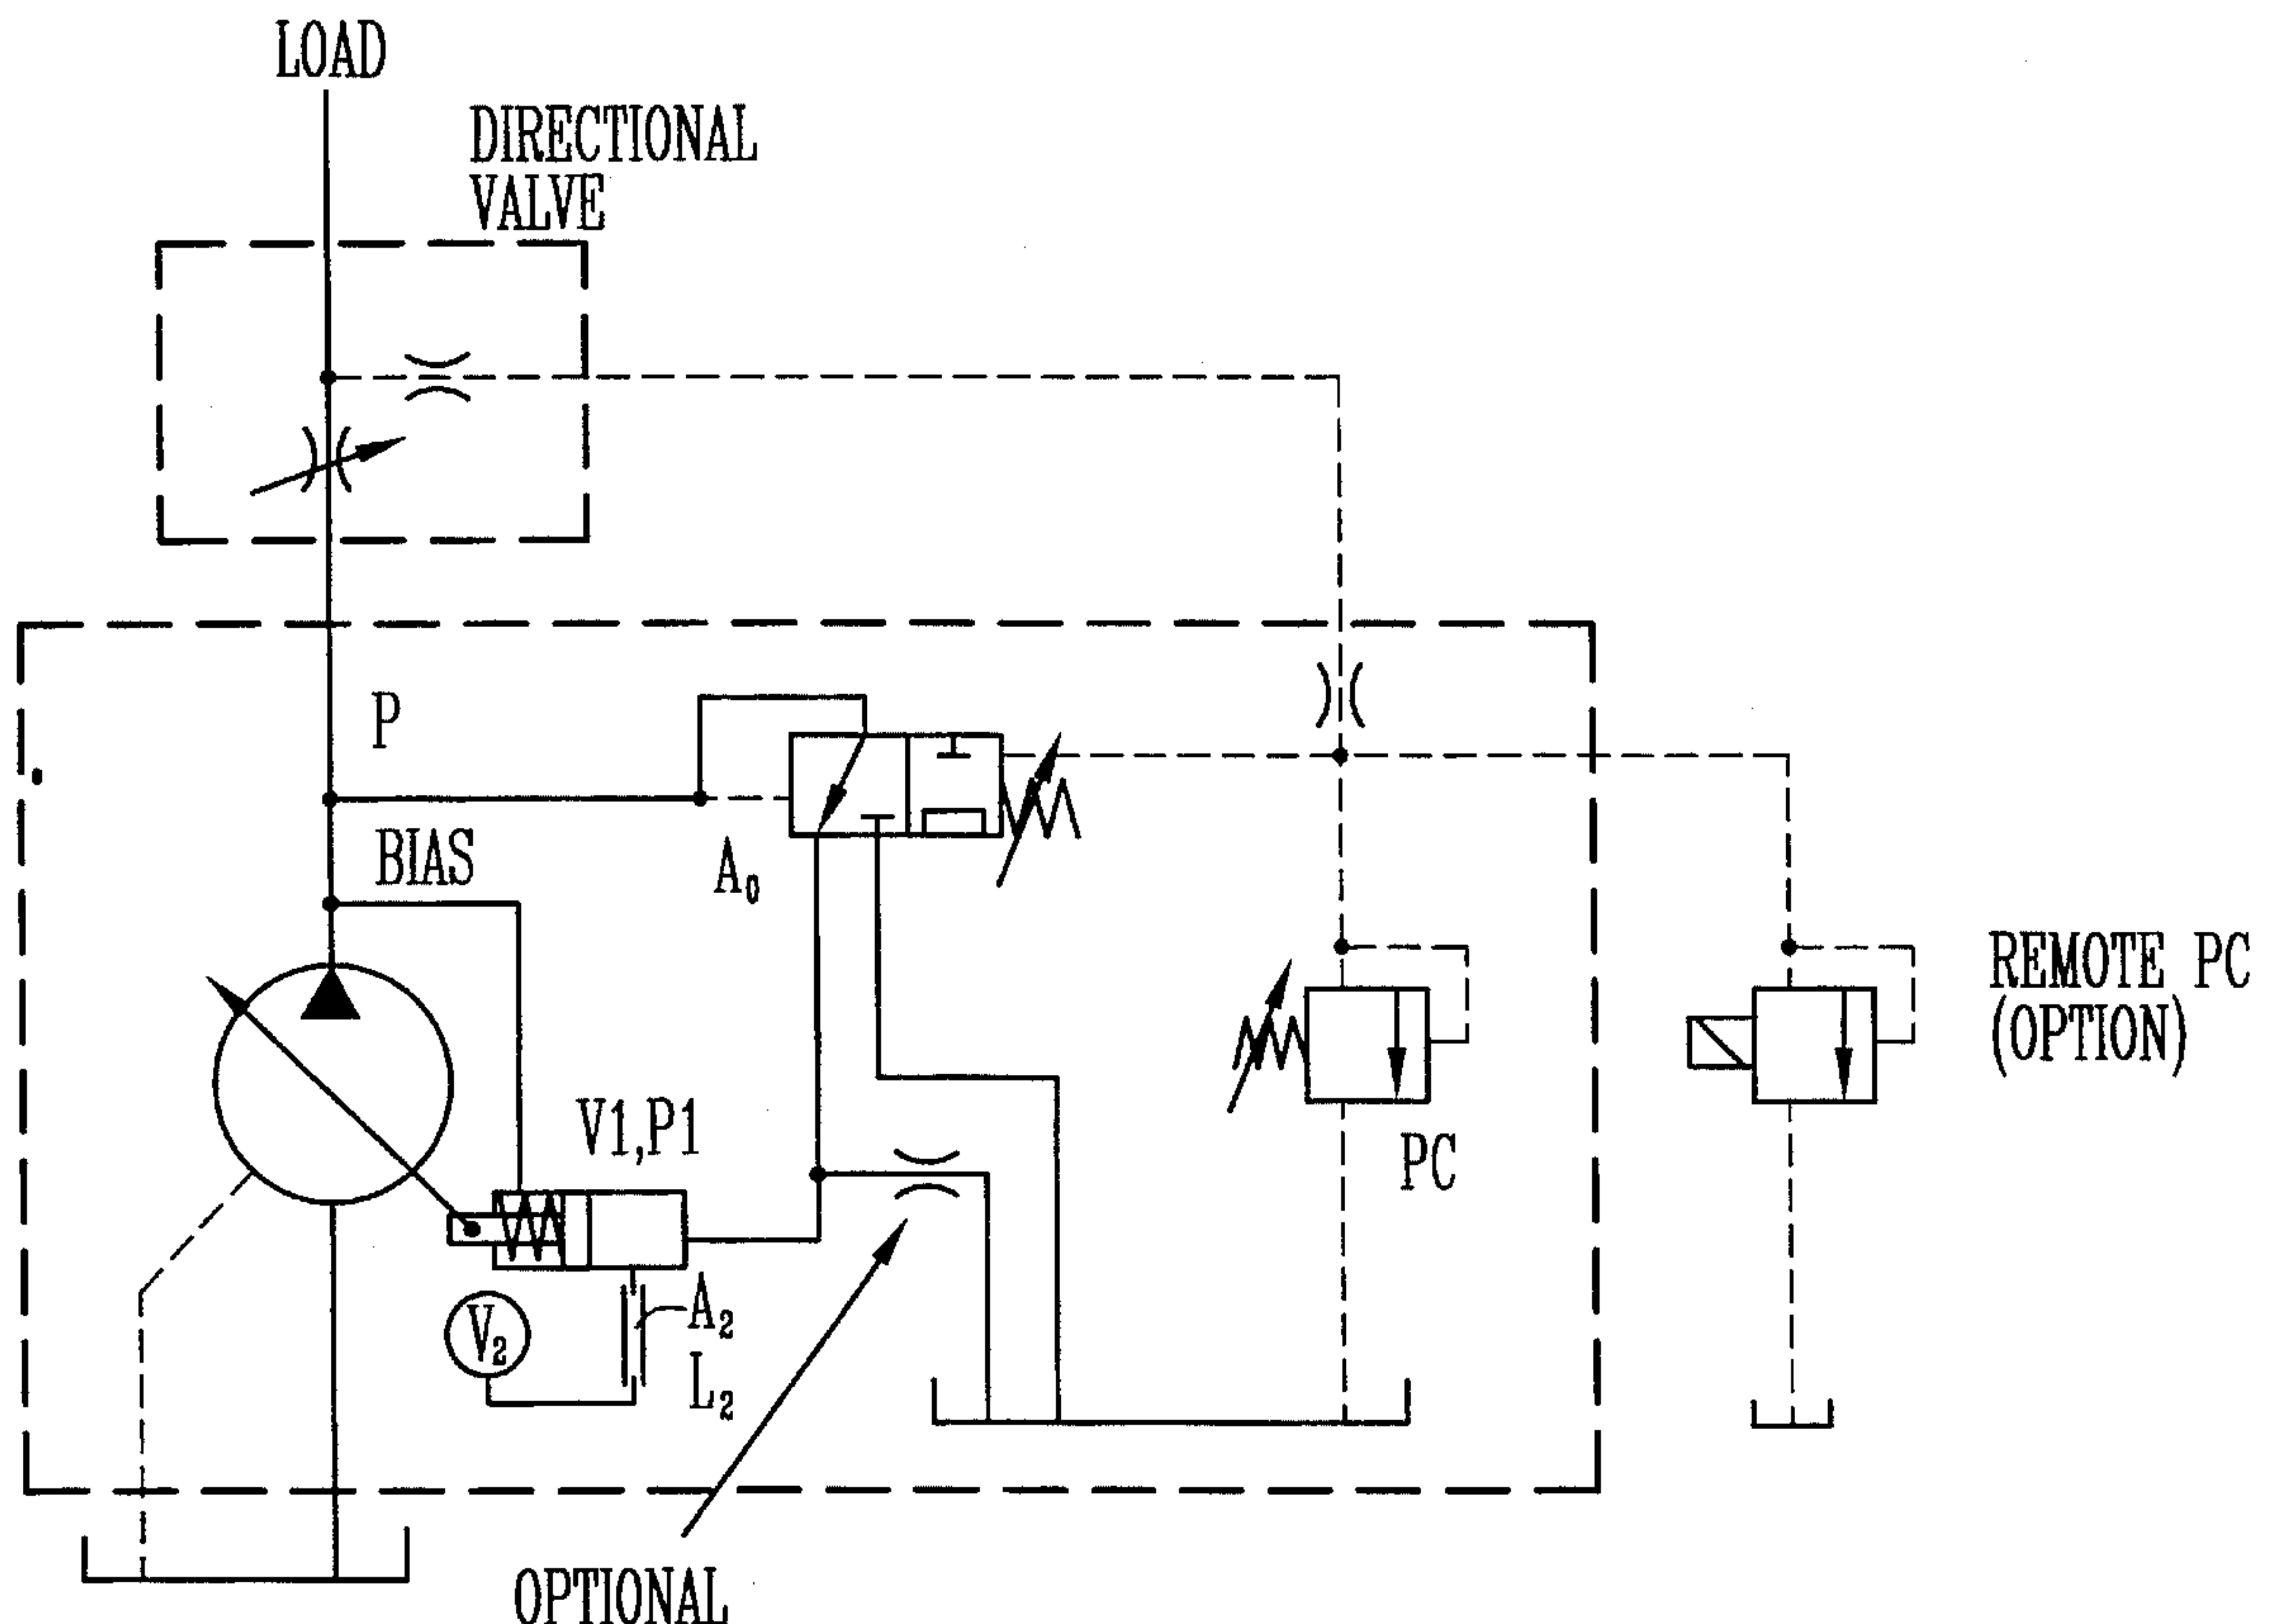 LOAD
DIRECTIONAL
VALVE
P
BIAS
A₀
V1,P1
PC
REMOTE PC
(OPTION)
V₂
A₂
L₂
OPTIONAL